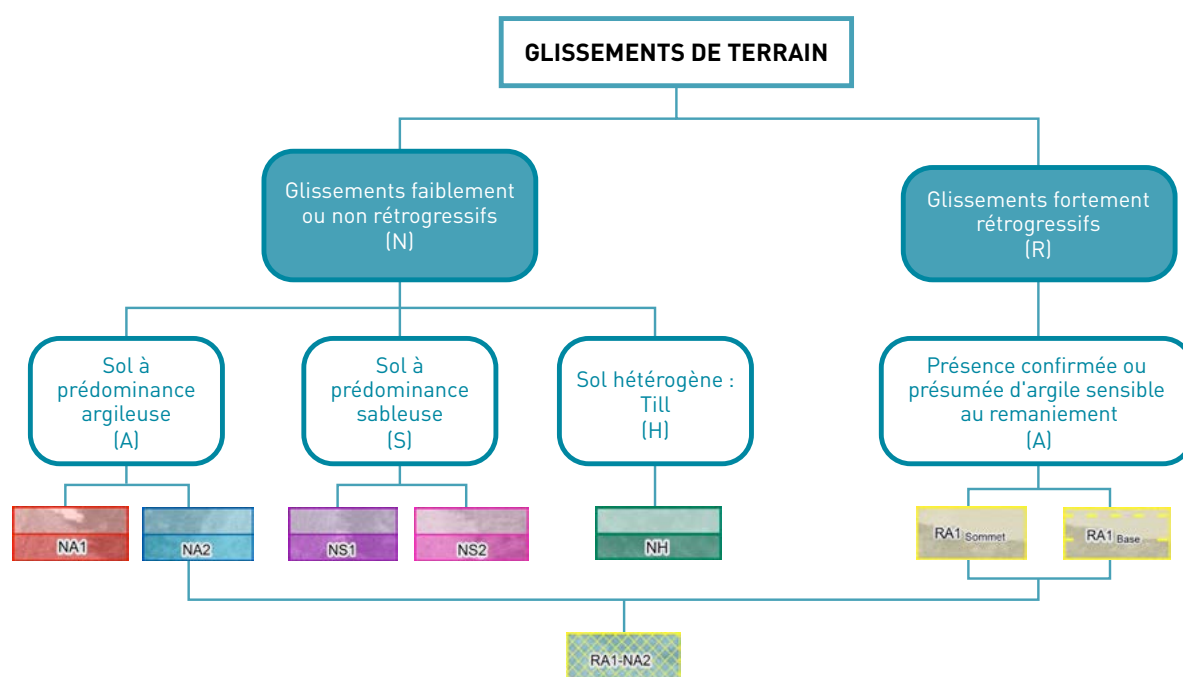 GLISSEMENTS DE TERRAIN
Glissements faiblement
ou non rétrogressifs
(N)
Glissements fortement
rétrogressifs
(R)
Sol à
prédominance
argileuse
(A)
Sol à
prédominance
sableuse
(S)
Sol hétérogène :
Till
(H)
Présence confirmée ou
présumée d'argile sensible
au remaniement
(A)
NA1
NA2
NS1
NS2
NH
RA1 Sommet
RA1 Base
RA1-NA2